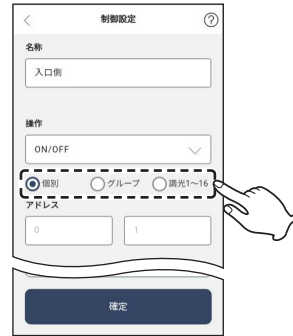 制御設定
?
名称
入口側
操作
ON/OFF
個別 グループ 調光1~16
アドレス
0 1
確定